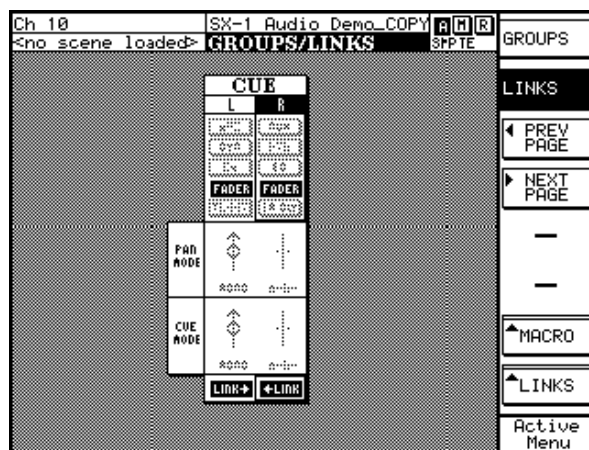 Ch 10
SX-1 Audio Demo_COPY A M R
<no scene loaded> GROUPS/LINKS SMPTE
GROUPS
LINKS
PREV PAGE
NEXT PAGE
MACRO
LINKS
Active Menu
CUE
L R
FADER FADER
PAN MODE
CUE MODE
LINK→ ←LINK